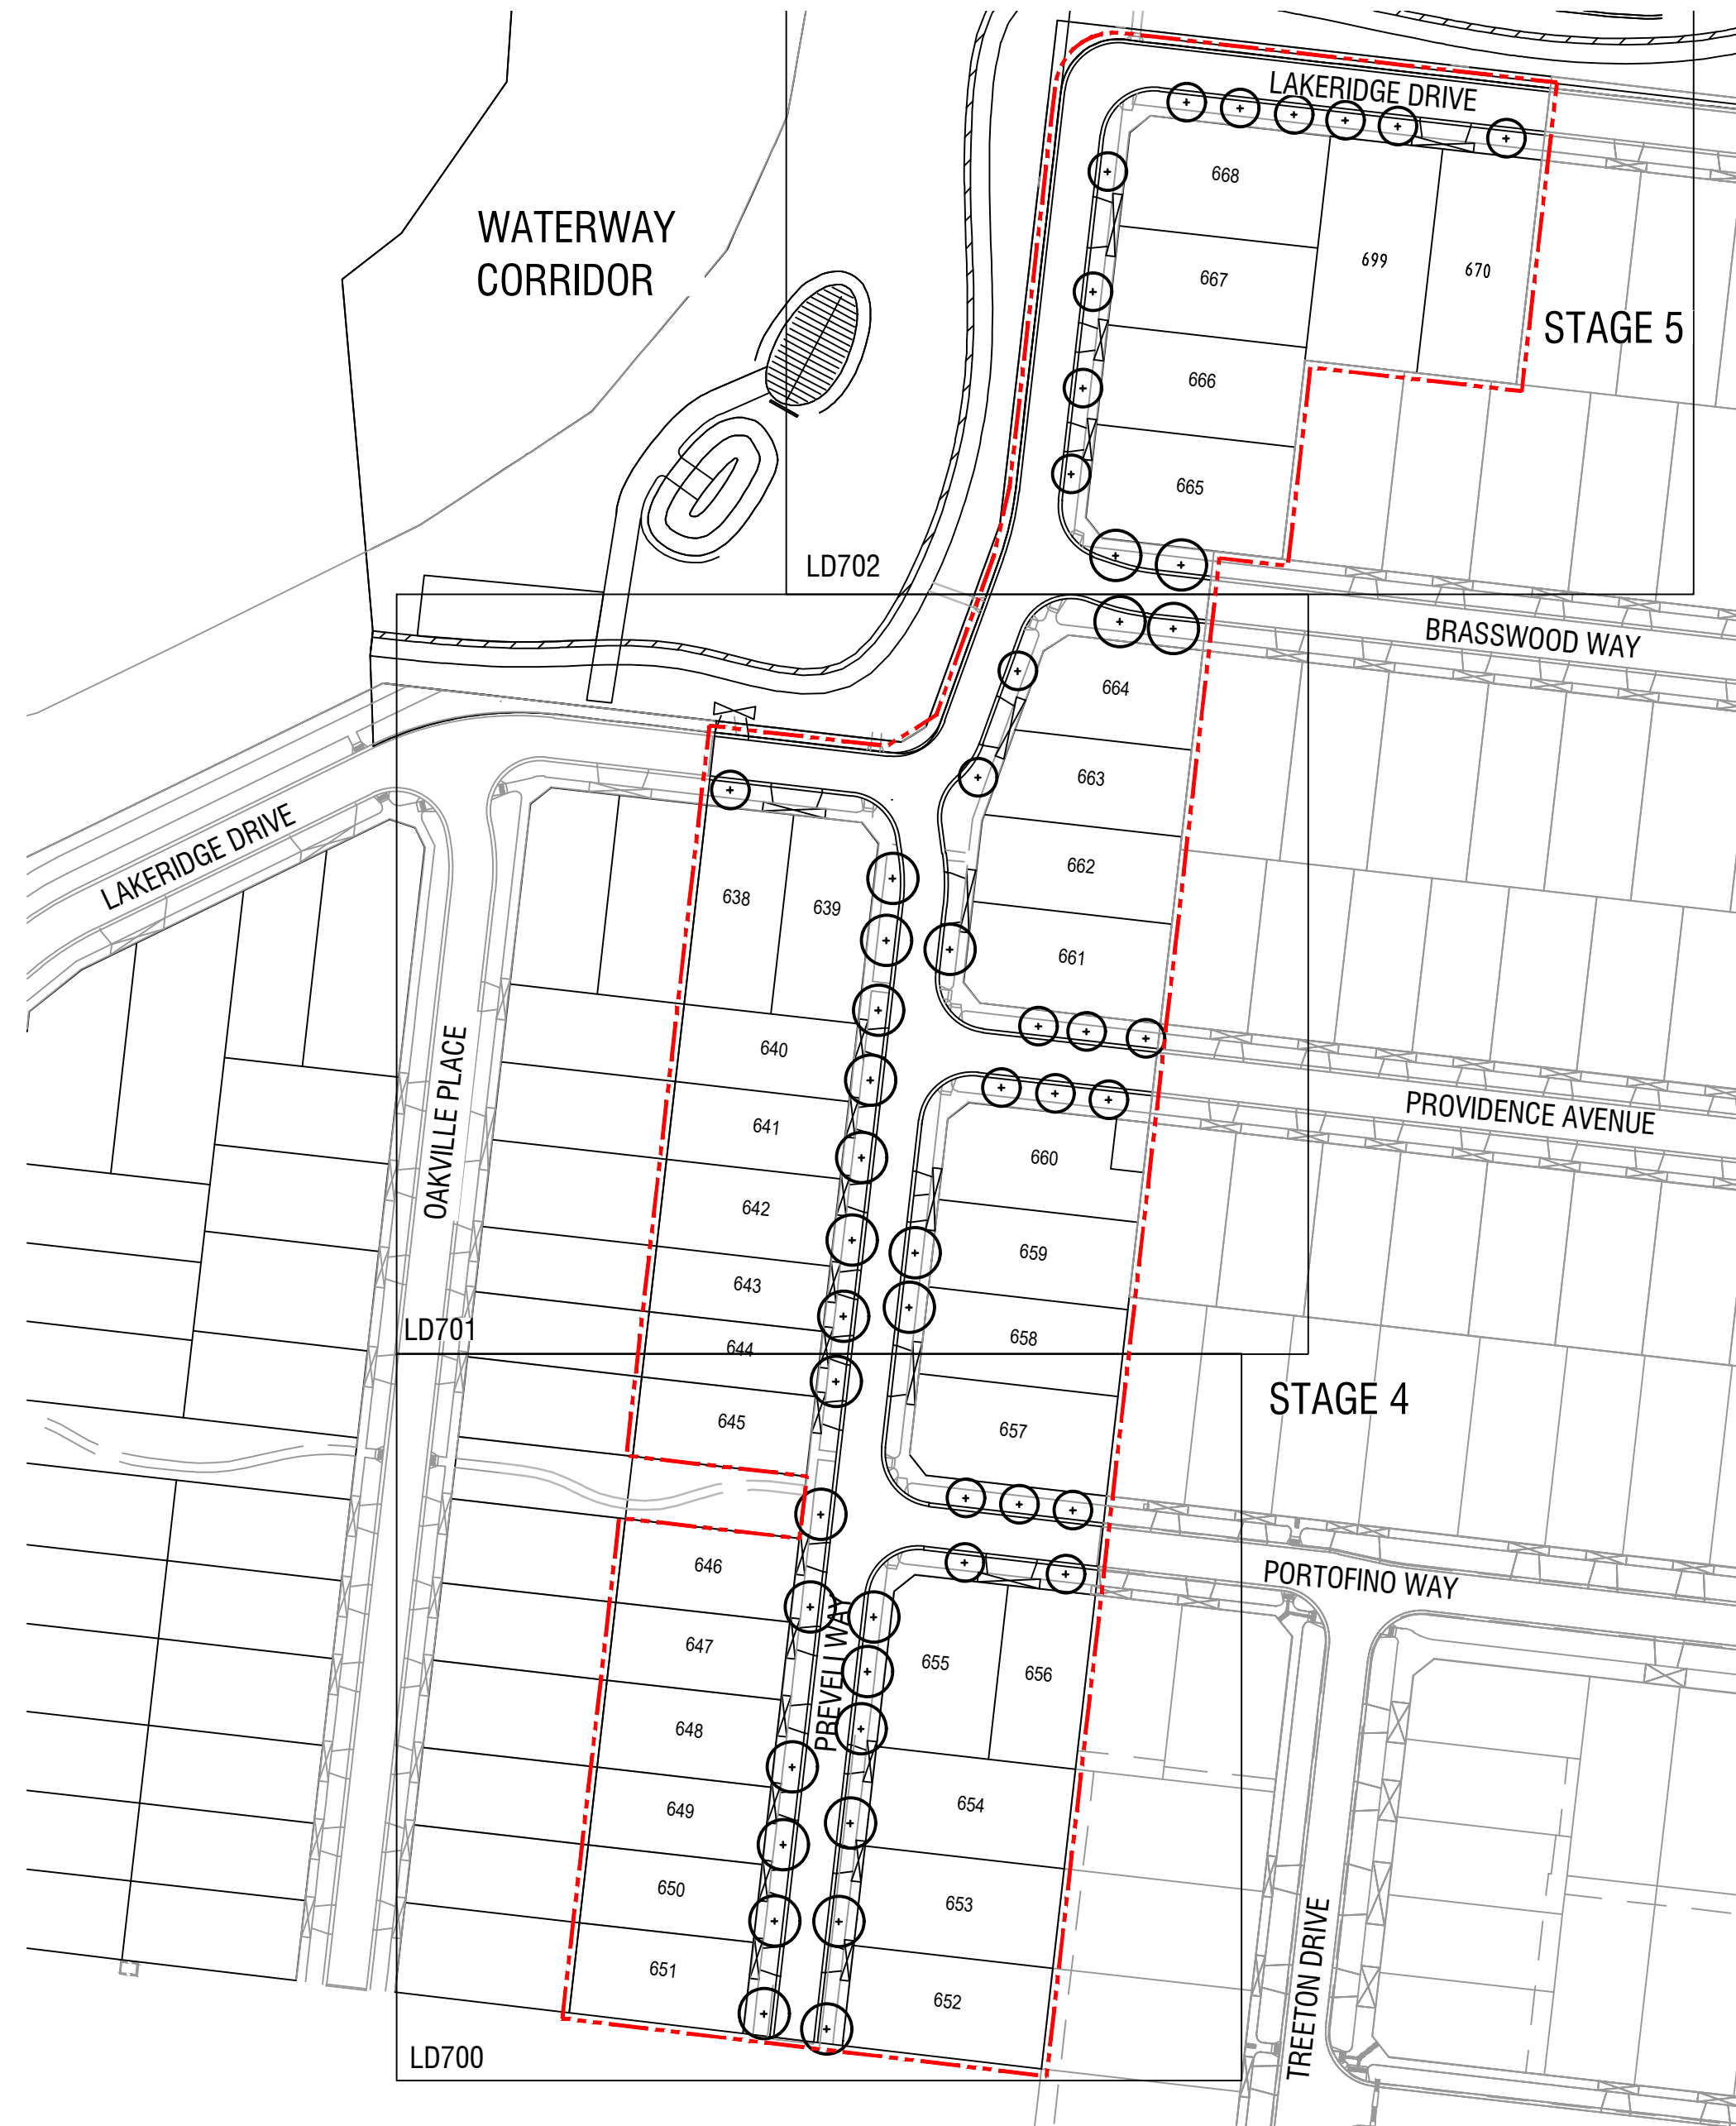 LAKERIDGE DRIVE
668
WATERWAY
CORRIDOR
699
670
667
STAGE 5
666
665
LD702
BRASSWOOD WAY
664
663
LAKERIDGE DRIVE
662
638
639
661
640
OAKVILLE PLACE
PROVIDENCE AVENUE
641
660
642
659
643
LD701
658
644
STAGE 4
645
657
646
PORTOFINO WAY
PREVELI WAY
647
655
656
648
649
654
650
653
TREETON DRIVE
651
652
LD700